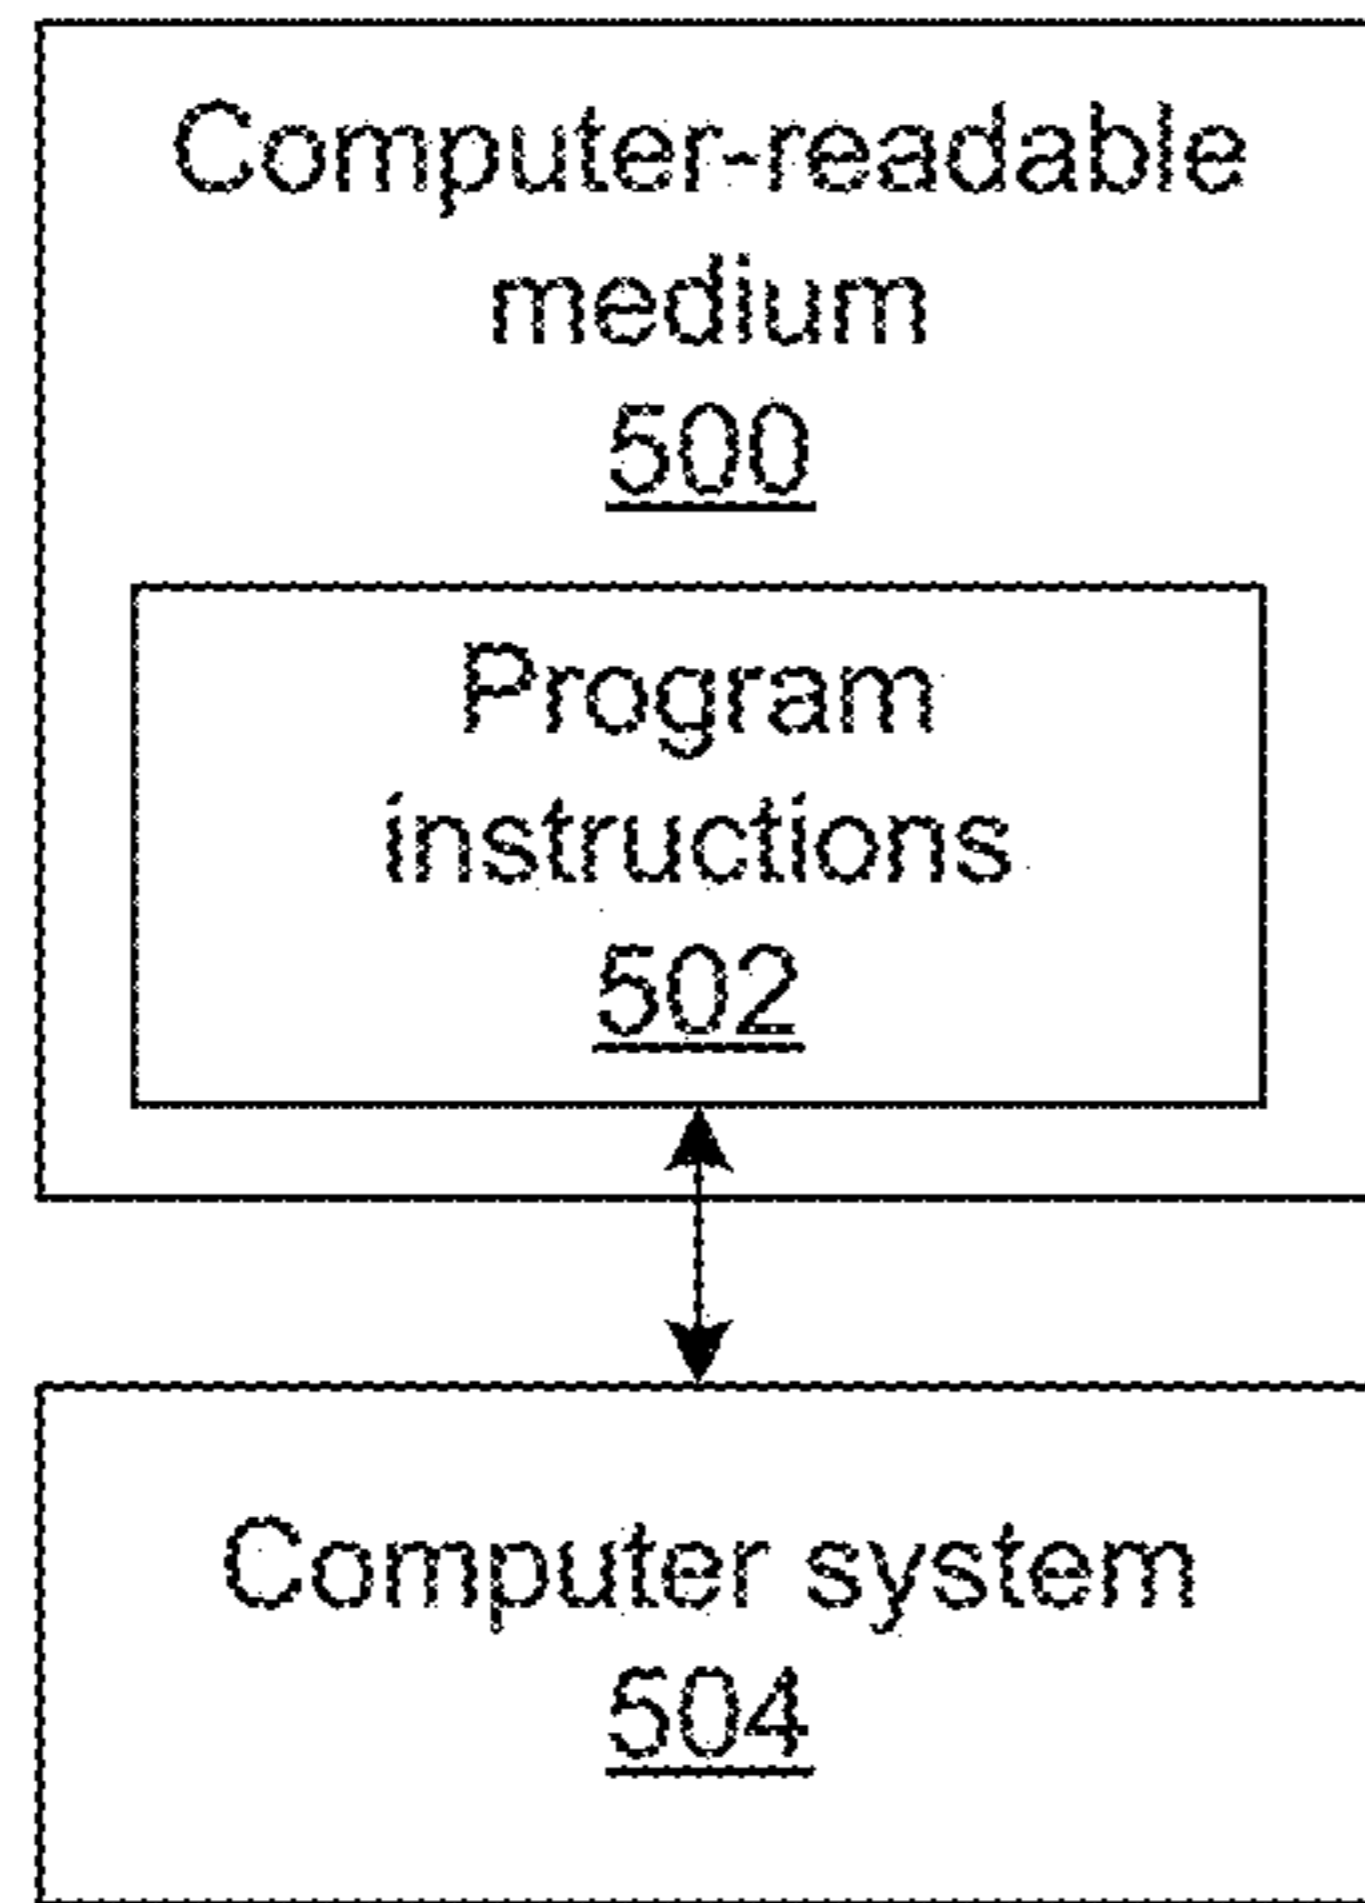 Computer-readable
medium
500
Program
instructions
502
Computer system
504